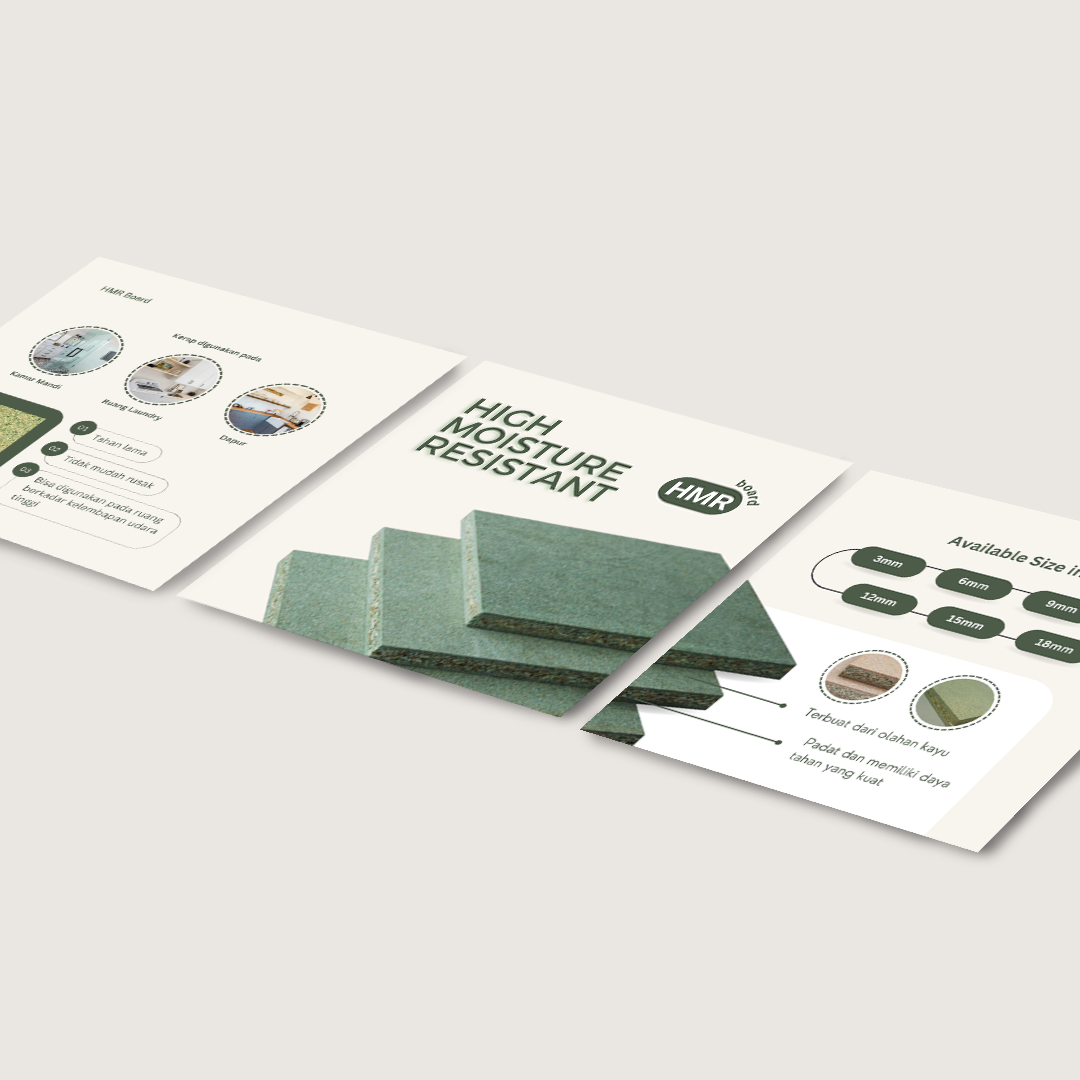 HMR Board
Kerap digunakan pada
Kamar Mandi
Ruang Laundry
Dapur
01
Tahan lama
02
Tidak mudah rusak
03
Bisa digunakan pada ruang
berkadar kelembapan udara
tinggi
HIGH
MOISTURE
RESISTANT
HMR
board
Available Size in
3mm
6mm
9mm
12mm
15mm
18mm
Terbuat dari olahan kayu
Padat dan memiliki daya
tahan yang kuat